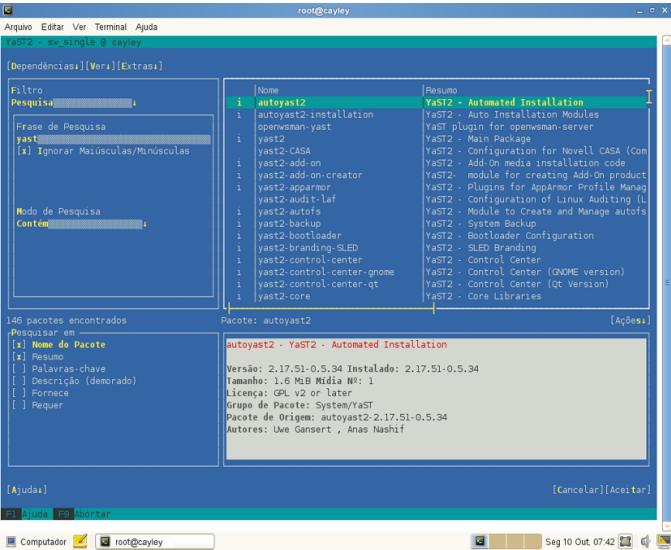 root@cayley
Arquivo Editar Ver Terminal Ajuda
YaST2 - sw_single @ cayley
[Dependências↓][Ver↓][Extras↓]
Filtro
Pesquisa ↓
Frase de Pesquisa
yast
[x] Ignorar Maiúsculas/Minúsculas
Modo de Pesquisa
Contém ↓
Nome Resumo
i autoyast2 YaST2 - Automated Installation
i autoyast2-installation YaST2 - Auto Installation Modules
openwsman-yast YaST plugin for openwsman-server
i yast2 YaST2 - Main Package
yast2-CASA YaST2 - Configuration for Novell CASA (Com
i yast2-add-on YaST2 - Add-On media installation code
i yast2-add-on-creator YaST2- module for creating Add-On product
i yast2-apparmor YaST2 - Plugins for AppArmor Profile Manag
yast2-audit-laf YaST2 - Configuration of Linux Auditing (L
i yast2-autofs YaST2 - Module to Create and Manage autofs
i yast2-backup YaST2 - System Backup
i yast2-bootloader YaST2 - Bootloader Configuration
i yast2-branding-SLED YaST2 - SLED Branding
i yast2-control-center YaST2 - Control Center
i yast2-control-center-gnome YaST2 - Control Center (GNOME version)
i yast2-control-center-qt YaST2 - Control Center (Qt Version)
i yast2-core YaST2 - Core Libraries
146 pacotes encontrados
Pacote: autoyast2 [Ações↓]
Pesquisar em
[x] Nome do Pacote
[x] Resumo
[ ] Palavras-chave
[ ] Descrição (demorado)
[ ] Fornece
[ ] Requer
autoyast2 - YaST2 - Automated Installation
Versão: 2.17.51-0.5.34 Instalado: 2.17.51-0.5.34
Tamanho: 1.6 MiB Mídia Nº: 1
Licença: GPL v2 or later
Grupo de Pacote: System/YaST
Pacote de Origem: autoyast2-2.17.51-0.5.34
Autores: Uwe Gansert , Anas Nashif
[Ajuda↓] [Cancelar][Aceitar]
F1 Ajuda F9 Abortar
Computador root@cayley Seg 10 Out, 07:42